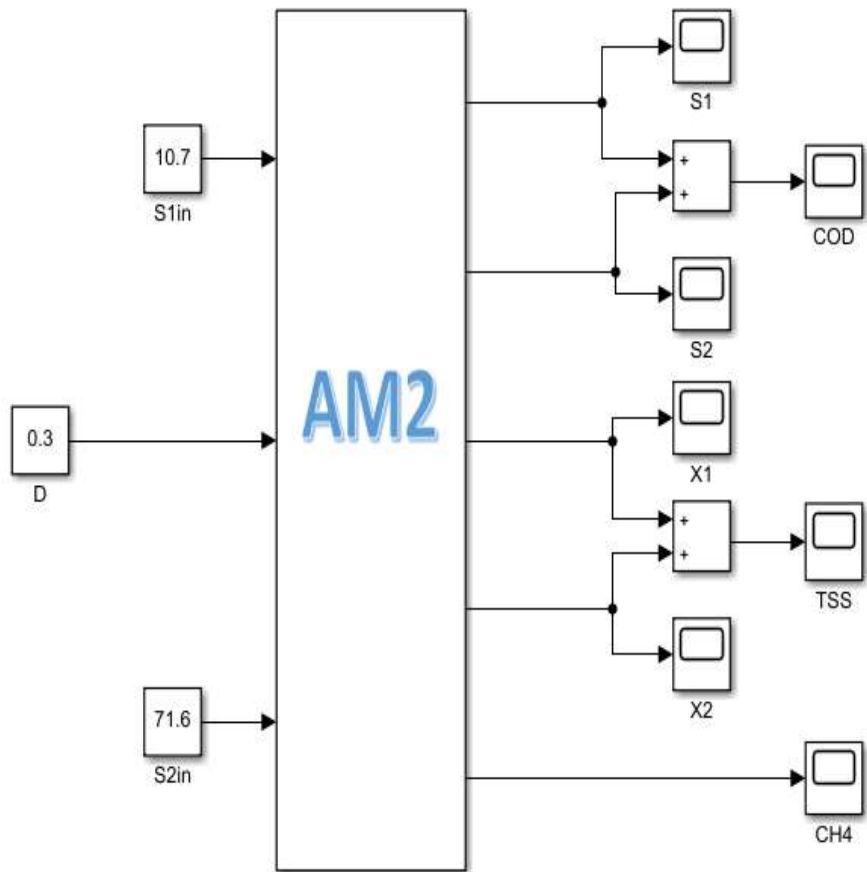 S1
10.7
S1in
+
+
COD
S2
AM2
0.3
D
X1
+
+
TSS
X2
71.6
S2in
CH4